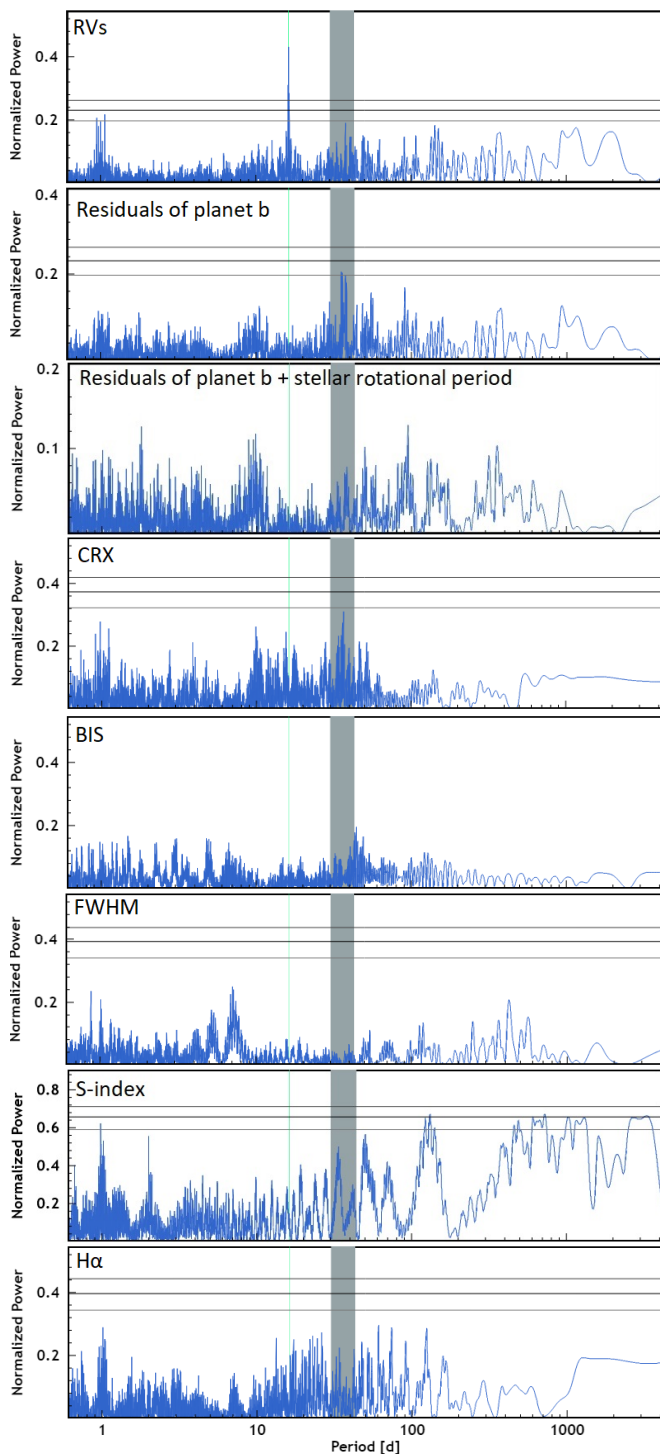 RVs
Normalized Power
0.4
0.2
Residuals of planet b
Normalized Power
0.4
0.2
Residuals of planet b + stellar rotational period
Normalized Power
0.2
0.1
CRX
Normalized Power
0.4
0.2
BIS
Normalized Power
0.4
0.2
FWHM
Normalized Power
0.4
0.2
S-index
Normalized Power
0.8
0.6
0.4
0.2
Hα
Normalized Power
0.4
0.2
1 10 100 1000
Period [d]